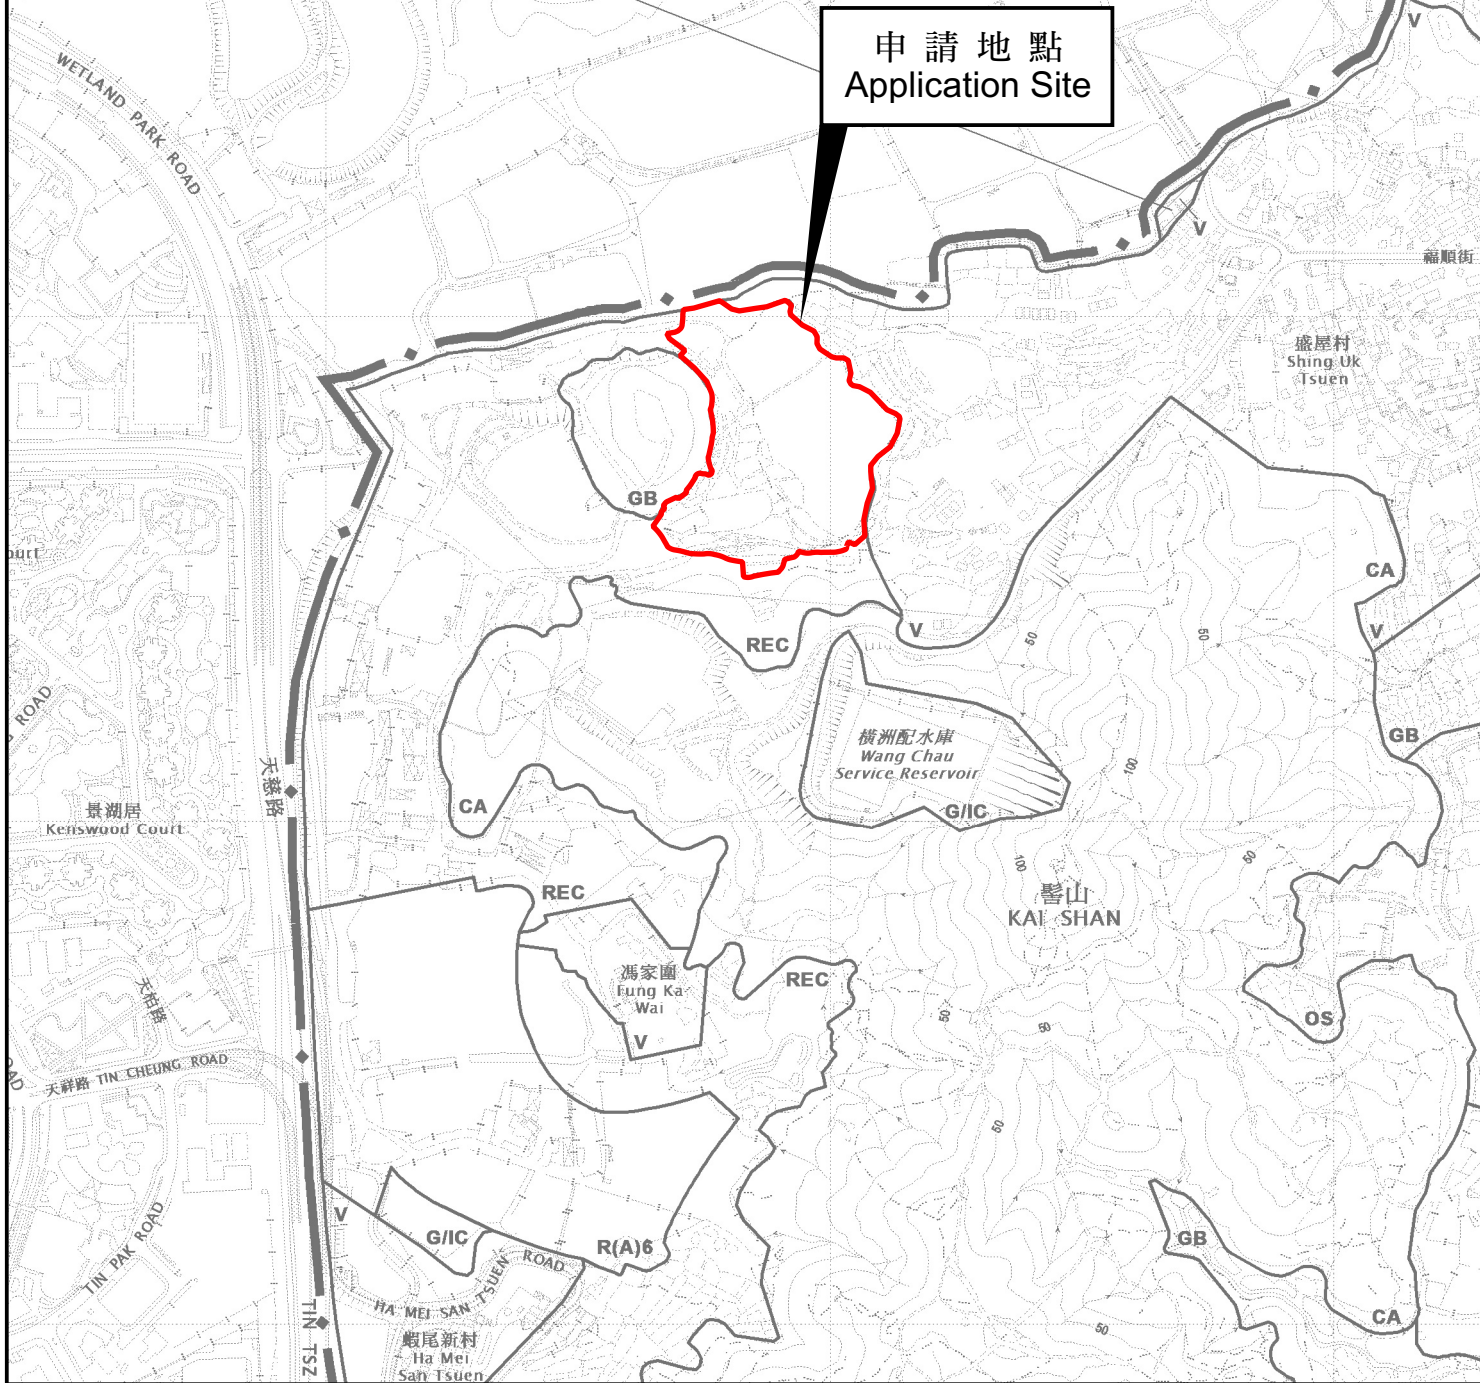 申請地點
Application Site
V
WETLAND PARK ROAD
V
福順街
盛屋村
Shing Uk
Tsuen
GB
CA
V
REC
V
50
50
ROAD
橫洲配水庫
Wang Chau
Service Reservoir
GB
100
天慈路
景湖居
Kenswood Court
CA
G/IC
50
100
髻山
KAI SHAN
REC
馮家圍
Fung Ka
Wai
REC
天柏路
50
50
OS
V
天祥路 TIN CHEUNG ROAD
50
V
G/IC
R(A)6
GB
TIN PAK ROAD
HA MEI SAN TSUEN ROAD
TIN TSZ
蝦尾新村
Ha Mei
San Tsuen
50
CA